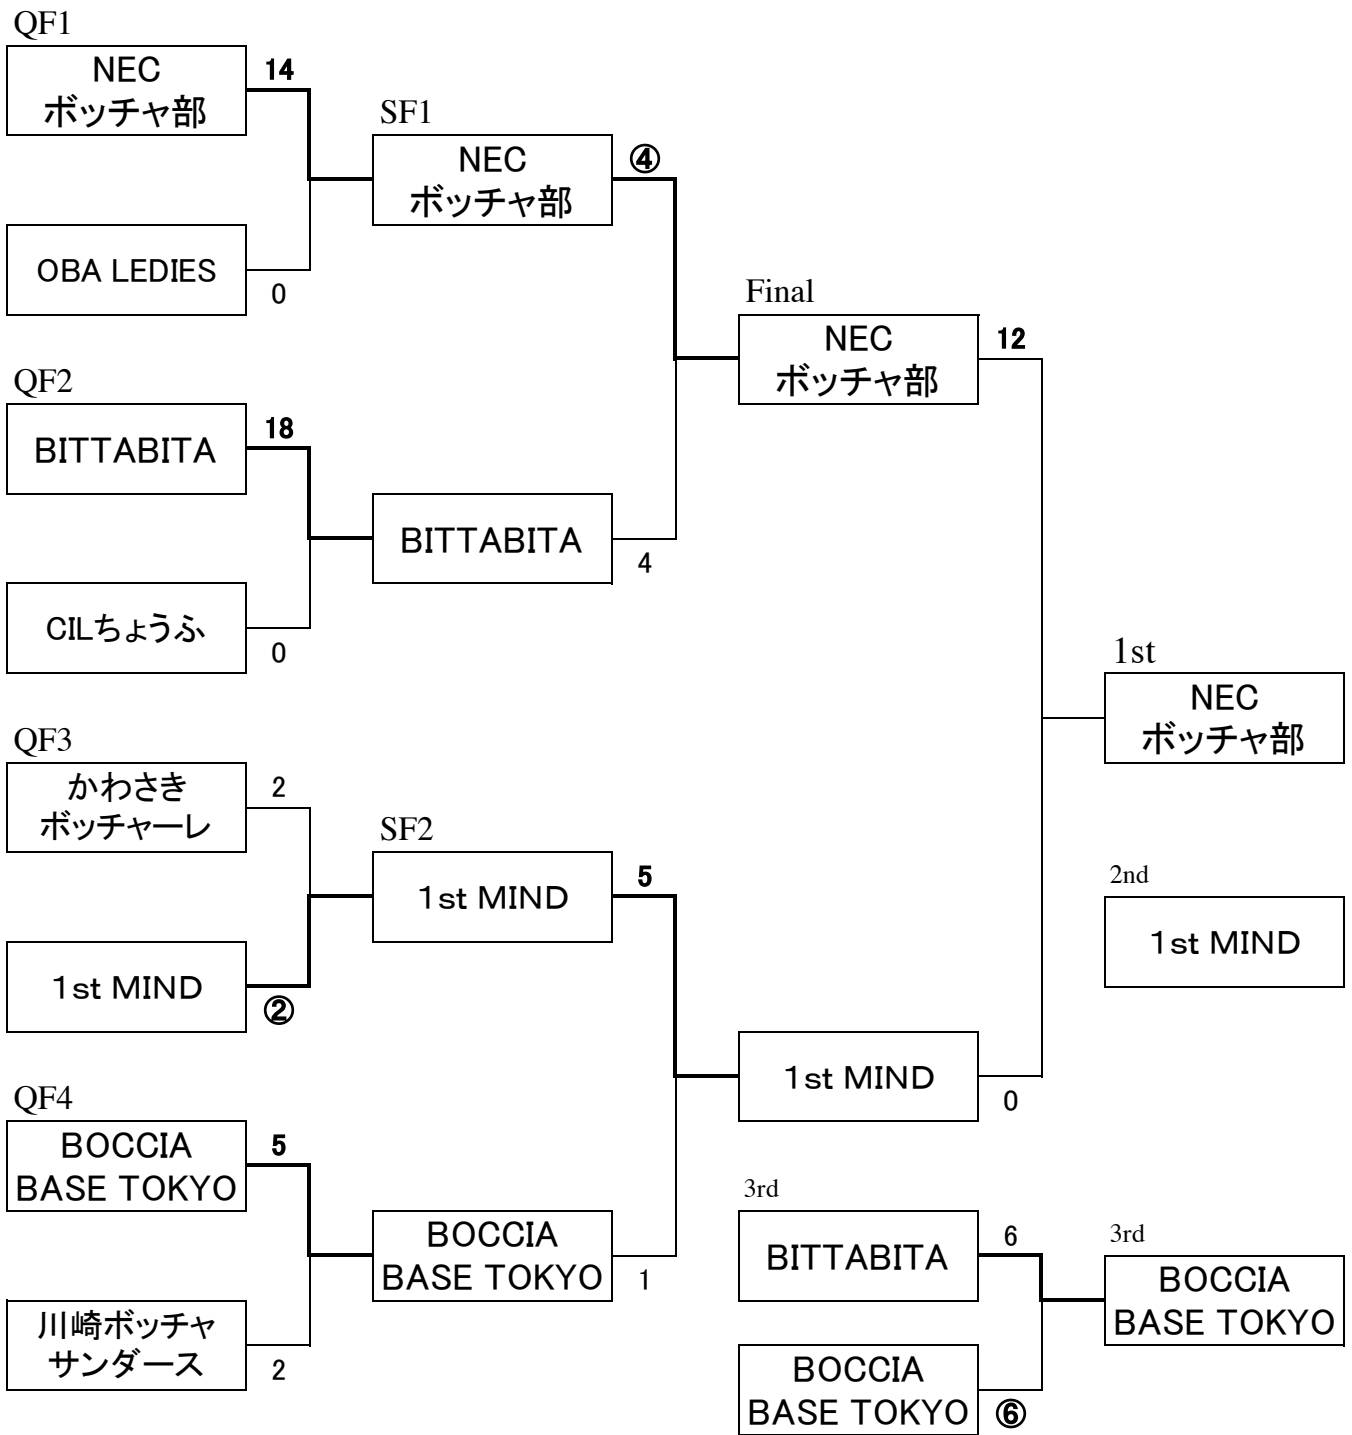 QF1
NEC
ボッチャ部
14
OBA LEDIES
0
SF1
NEC
ボッチャ部
④
QF2
BITTABITA
18
CILちょうふ
0
BITTABITA
4
Final
NEC
ボッチャ部
12
QF3
かわさき
ボッチャーレ
2
1st MIND
②
SF2
1st MIND
5
QF4
BOCCIA
BASE TOKYO
5
川崎ボッチャ
サンダース
2
BOCCIA
BASE TOKYO
1
1st MIND
0
1st
NEC
ボッチャ部
2nd
1st MIND
3rd
BITTABITA
6
BOCCIA
BASE TOKYO
⑥
3rd
BOCCIA
BASE TOKYO